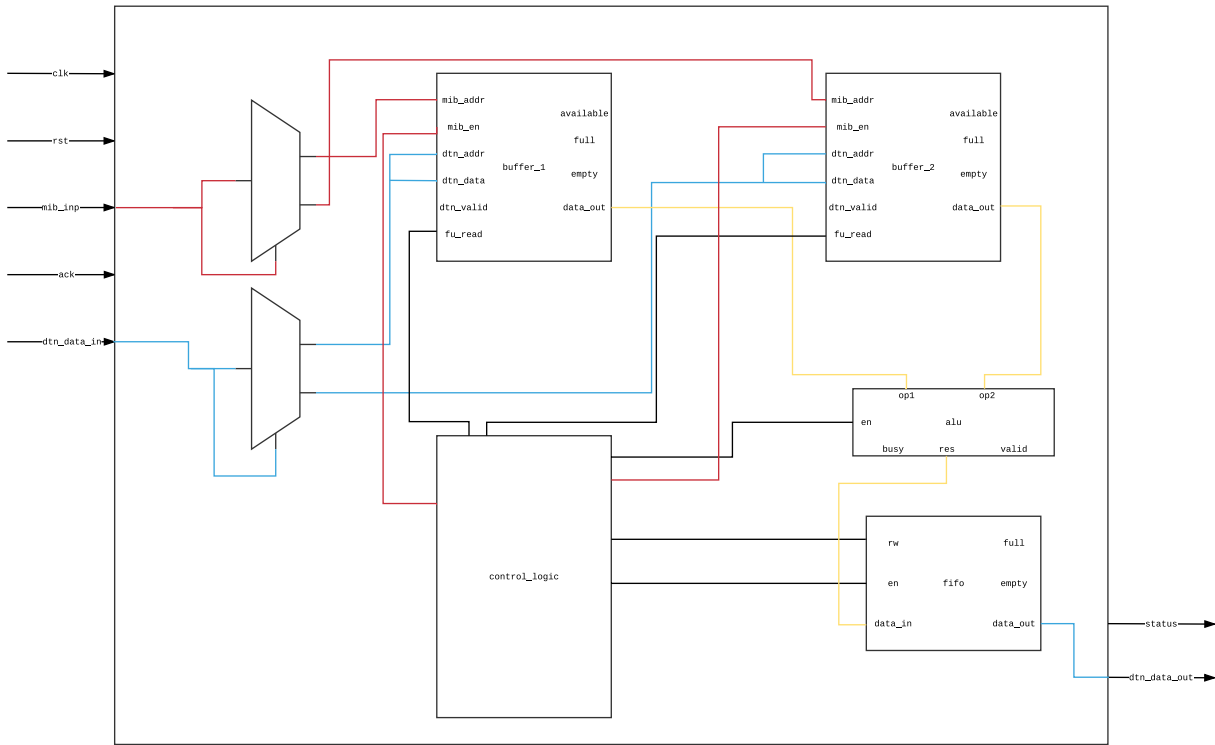 clk
rst
mib_inp
ack
dtn_data_in
mib_addr
available
mib_en
full
dtn_addr
buffer_1
empty
dtn_data
dtn_valid
data_out
fu_read
mib_addr
available
mib_en
full
dtn_addr
buffer_2
empty
dtn_data
dtn_valid
data_out
fu_read
op1
op2
en
alu
busy
res
valid
control_logic
rw
full
en
fifo
empty
data_in
data_out
status
dtn_data_out